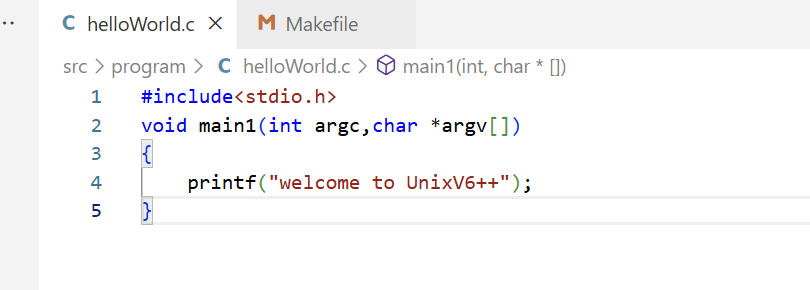 ·· C helloWorld.c × M Makefile
src > program > C helloWorld.c > main1(int, char * [])
1 #include<stdio.h>
2 void main1(int argc,char *argv[])
3 {
4     printf("welcome to UnixV6++");
5 }